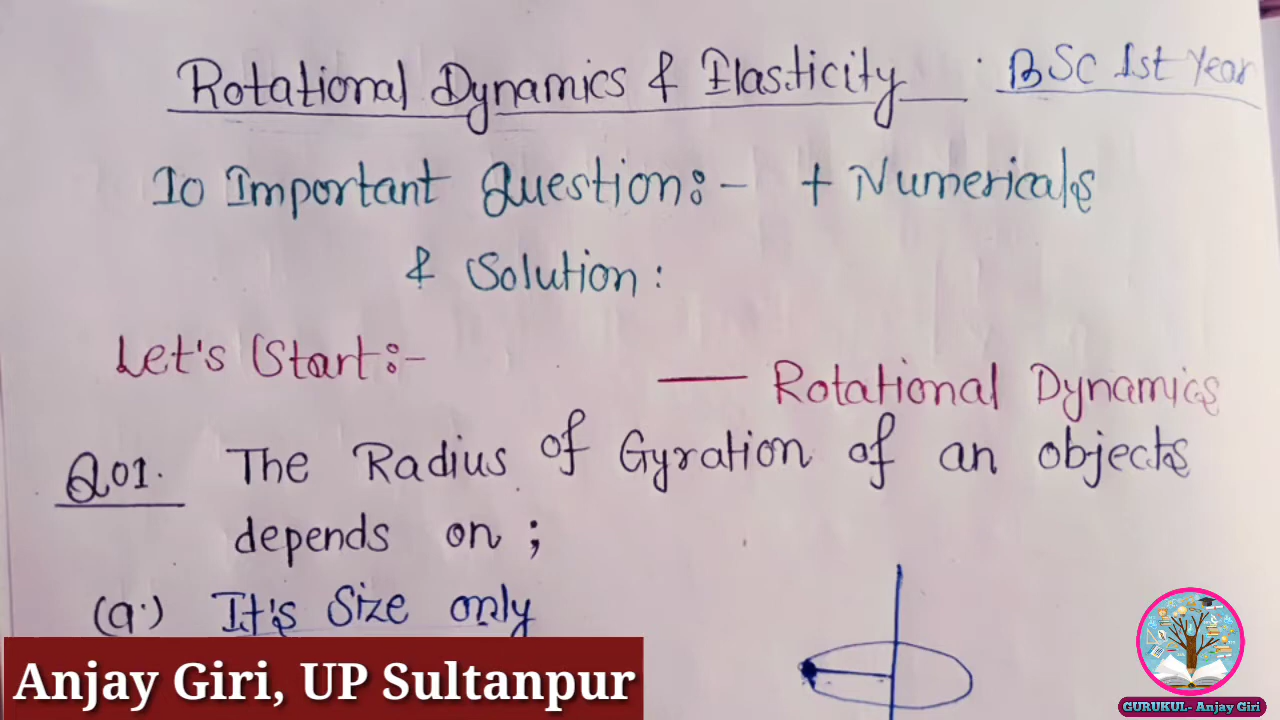 Rotational Dynamics & Elasticity BSc 1st Year
10 Important Question:- + Numericals
& Solution:
Let's Start:-
— Rotational Dynamics
Q01. The Radius of Gyration of an objects
depends on ;
(a.) It's Size only
Anjay Giri, UP Sultanpur
GURUKUL- Anjay Giri